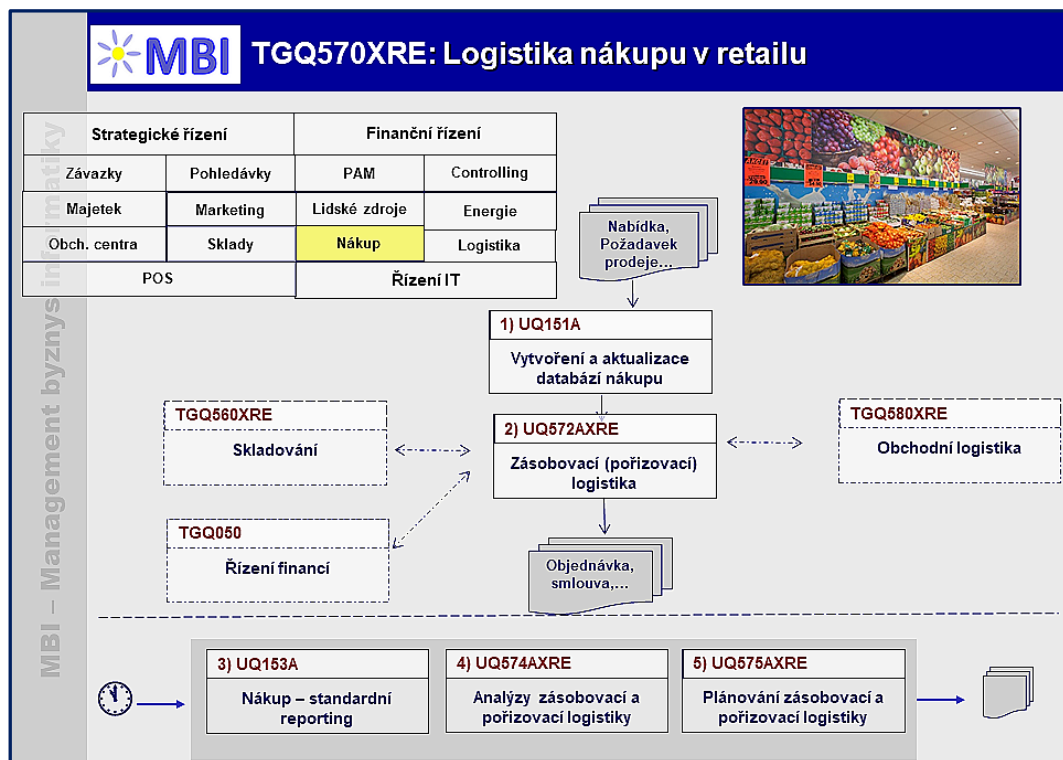 MBI
TGQ570XRE: Logistika nákupu v retailu
MBI – Management byznys informatiky
Strategické řízení
Finanční řízení
Závazky
Pohledávky
PAM
Controlling
Majetek
Marketing
Lidské zdroje
Energie
Obch. centra
Sklady
Nákup
Logistika
POS
Řízení IT
Nabídka,
Požadavek
prodeje…
1) UQ151A
Vytvoření a aktualizace
databází nákupu
TGQ560XRE
Skladování
2) UQ572AXRE
Zásobovací (pořizovací)
logistika
TGQ580XRE
Obchodní logistika
TGQ050
Řízení financí
Objednávka,
smlouva,…
3) UQ153A
Nákup – standardní
reporting
4) UQ574AXRE
Analýzy zásobovací a
pořizovací logistiky
5) UQ575AXRE
Plánování zásobovací a
pořizovací logistiky